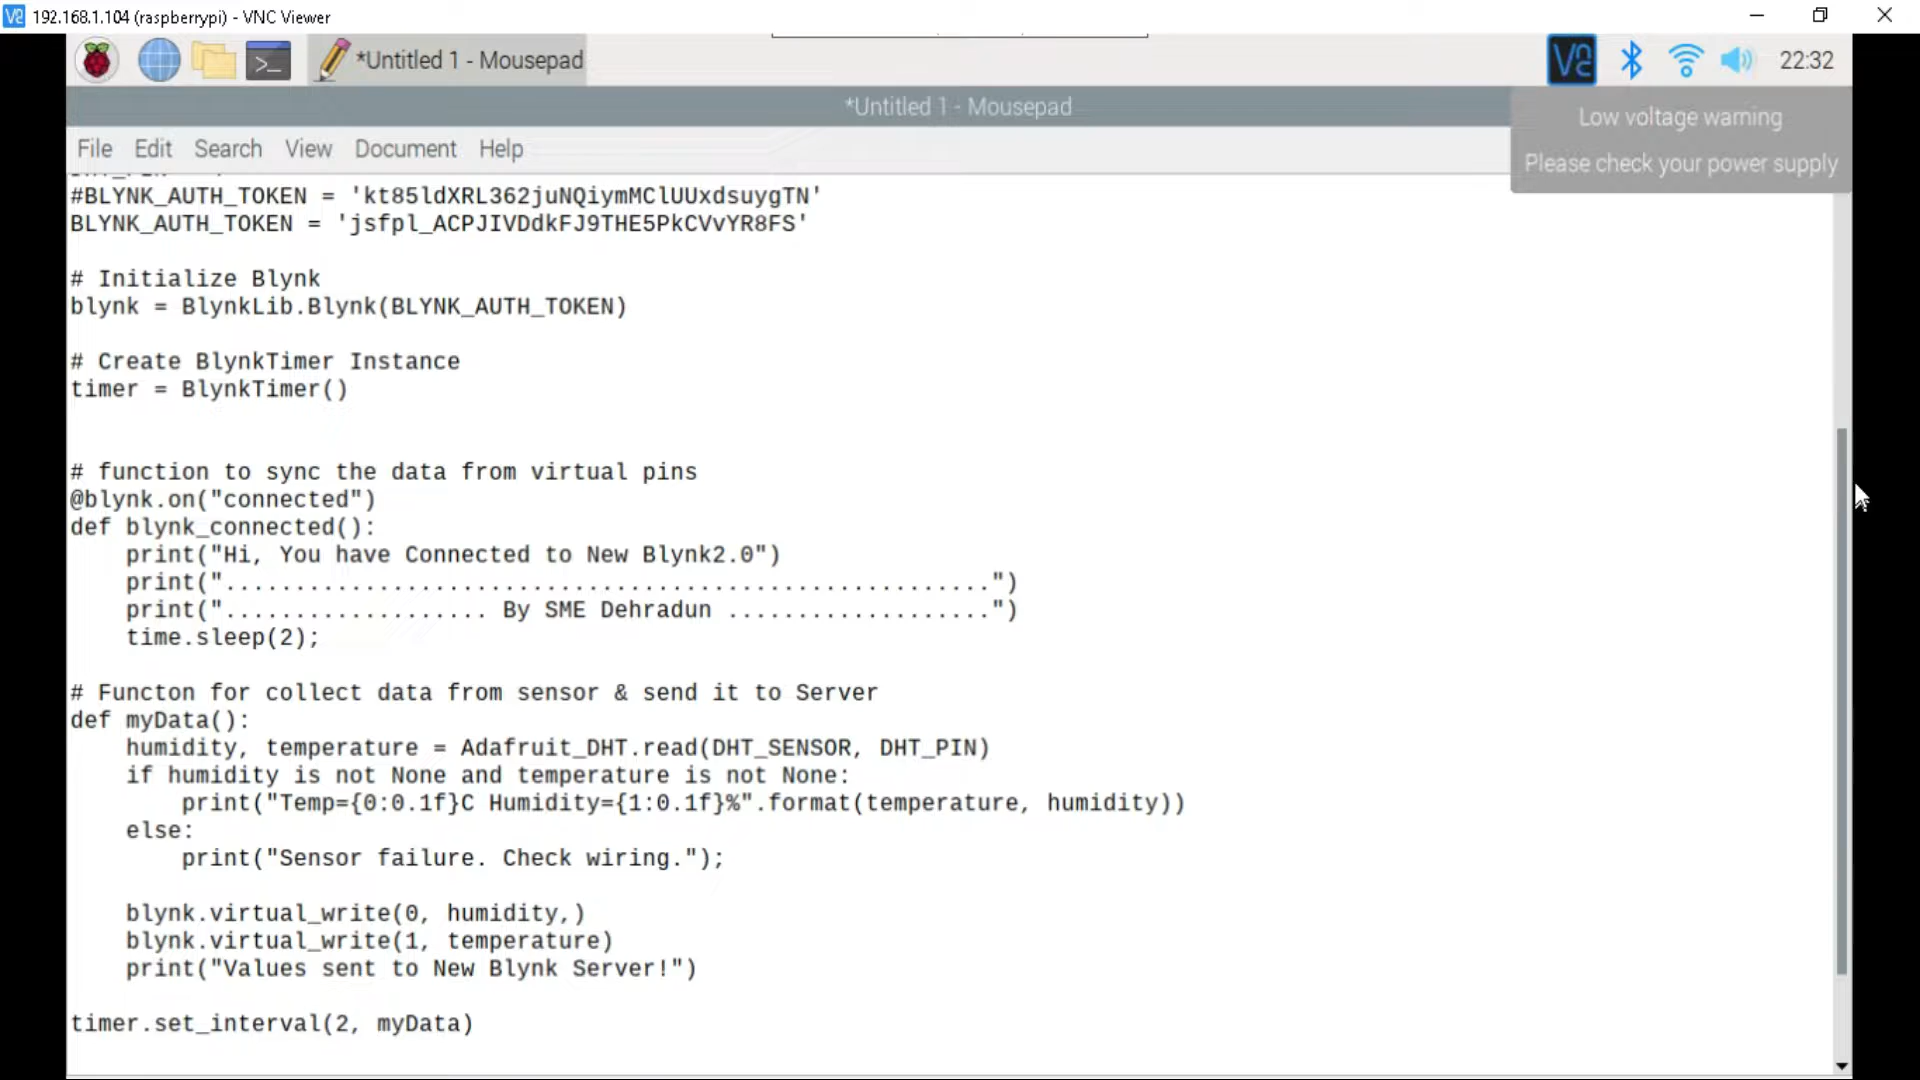 192.168.1.104 (raspberrypi) - VNC Viewer
*Untitled 1 - Mousepad
22:32
*Untitled 1 - Mousepad
Low voltage warning
Please check your power supply
File Edit Search View Document Help
#BLYNK_AUTH_TOKEN = 'kt85ldXRL362juNQiymMClUUxdsuygTN'
BLYNK_AUTH_TOKEN = 'jsfpl_ACPJIVDdkFJ9THE5PkCVvYR8FS'
# Initialize Blynk
blynk = BlynkLib.Blynk(BLYNK_AUTH_TOKEN)
# Create BlynkTimer Instance
timer = BlynkTimer()
# function to sync the data from virtual pins
@blynk.on("connected")
def blynk_connected():
    print("Hi, You have Connected to New Blynk2.0")
    print(".......................................................")
    print("................... By SME Dehradun ...................")
    time.sleep(2);
# Functon for collect data from sensor & send it to Server
def myData():
    humidity, temperature = Adafruit_DHT.read(DHT_SENSOR, DHT_PIN)
    if humidity is not None and temperature is not None:
        print("Temp={0:0.1f}C Humidity={1:0.1f}%".format(temperature, humidity))
    else:
        print("Sensor failure. Check wiring.");
    blynk.virtual_write(0, humidity,)
    blynk.virtual_write(1, temperature)
    print("Values sent to New Blynk Server!")
timer.set_interval(2, myData)